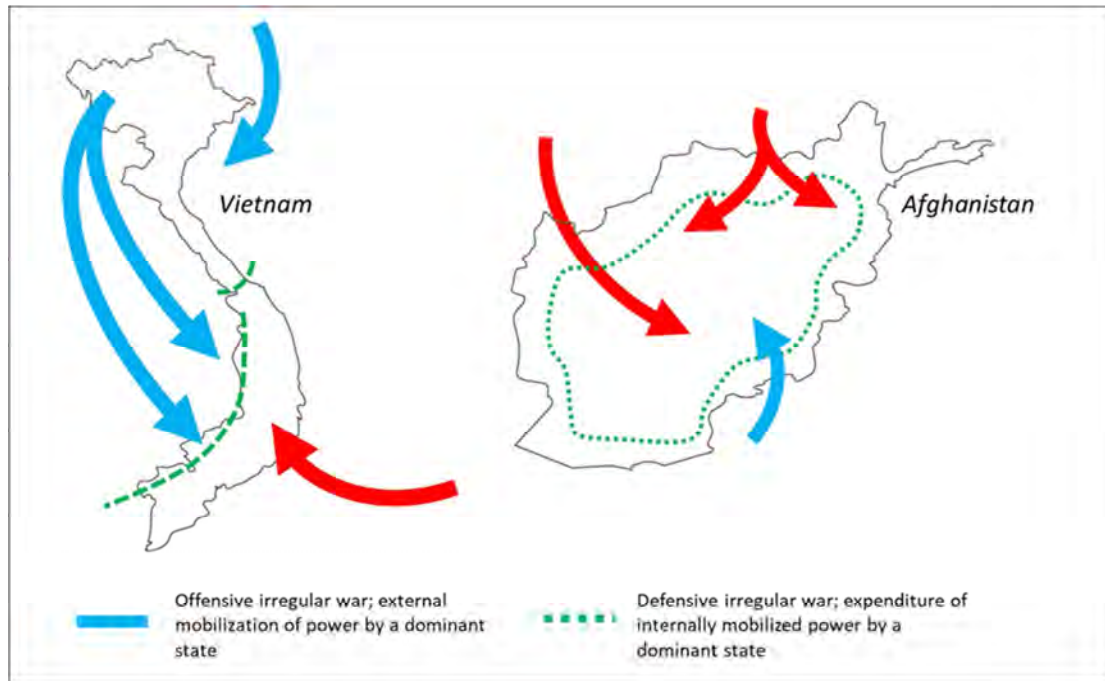 Vietnam
Afghanistan
Offensive irregular war; external
mobilization of power by a dominant
state
Defensive irregular war; expenditure of
internally mobilized power by a
dominant state